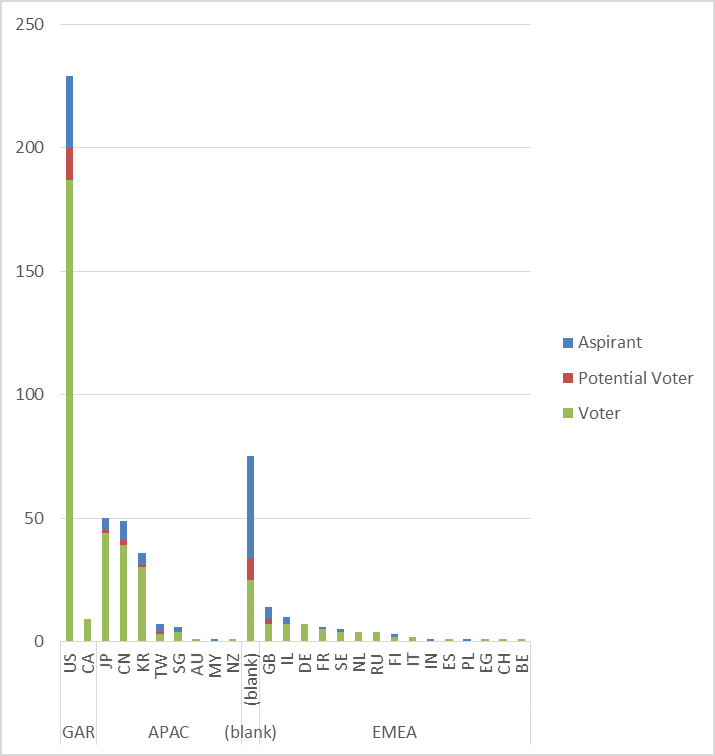 250
200
150
100
50
0
Aspirant
Potential Voter
Voter
US CA JP CN KR TW SG AU MY NZ (blank) GB IL DE FR SE NL RU FI IT IN ES PL EG CH BE
GAR APAC (blank) EMEA